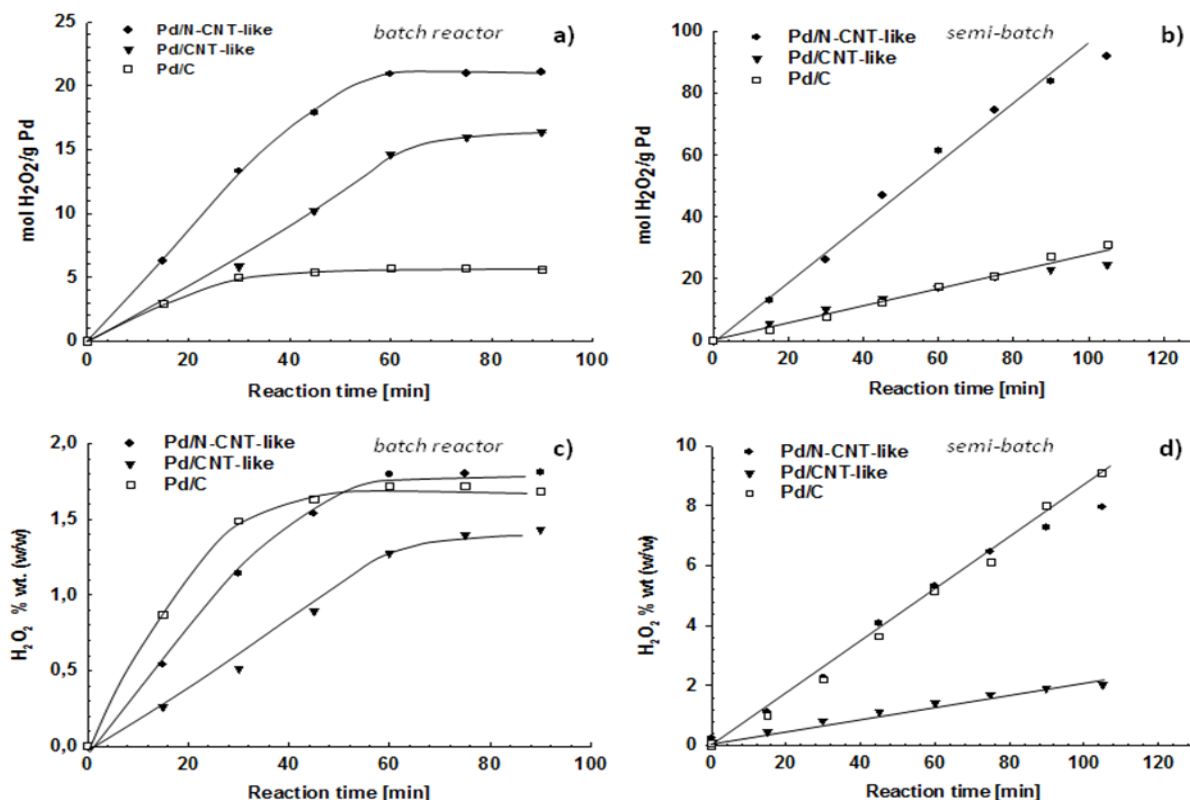 batch reactor
a)
Pd/N-CNT-like
Pd/CNT-like
Pd/C
mol H₂O₂/g Pd
25
20
15
10
5
0
0 20 40 60 80 100
Reaction time [min]
semi-batch
b)
Pd/N-CNT-like
Pd/CNT-like
Pd/C
mol H₂O₂/g Pd
100
80
60
40
20
0
0 20 40 60 80 100 120
Reaction time [min]
batch reactor
c)
Pd/N-CNT-like
Pd/CNT-like
Pd/C
H₂O₂ % wt. (w/w)
2,0
1,5
1,0
0,5
0,0
0 20 40 60 80 100
Reaction time [min]
semi-batch
d)
Pd/N-CNT-like
Pd/CNT-like
Pd/C
H₂O₂ % wt (w/w)
10
8
6
4
2
0
0 20 40 60 80 100 120
Reaction time [min]